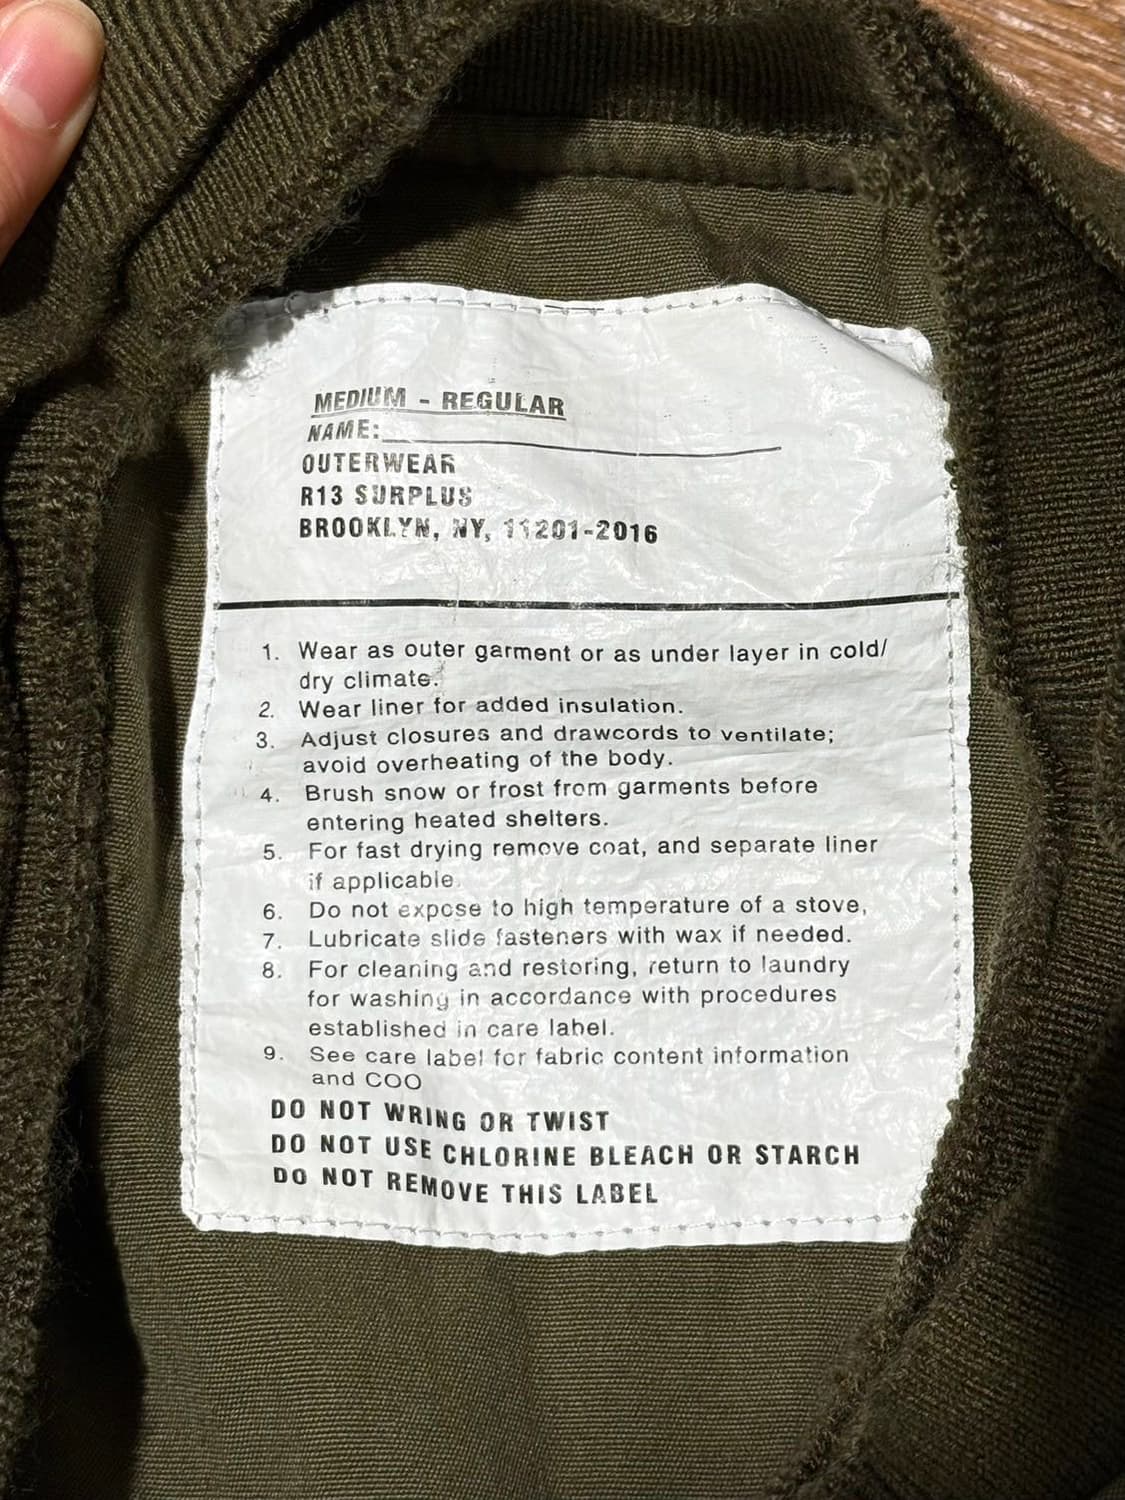 MEDIUM - REGULAR
NAME:
OUTERWEAR
R13 SURPLUS
BROOKLYN, NY, 11201-2016
1. Wear as outer garment or as under layer in cold/
dry climate.
2. Wear liner for added insulation.
3. Adjust closures and drawcords to ventilate;
avoid overheating of the body.
4. Brush snow or frost from garments before
entering heated shelters.
5. For fast drying remove coat, and separate liner
if applicable.
6. Do not expose to high temperature of a stove,
7. Lubricate slide fasteners with wax if needed.
8. For cleaning and restoring, return to laundry
for washing in accordance with procedures
established in care label.
9. See care label for fabric content information
and COO
DO NOT WRING OR TWIST
DO NOT USE CHLORINE BLEACH OR STARCH
DO NOT REMOVE THIS LABEL